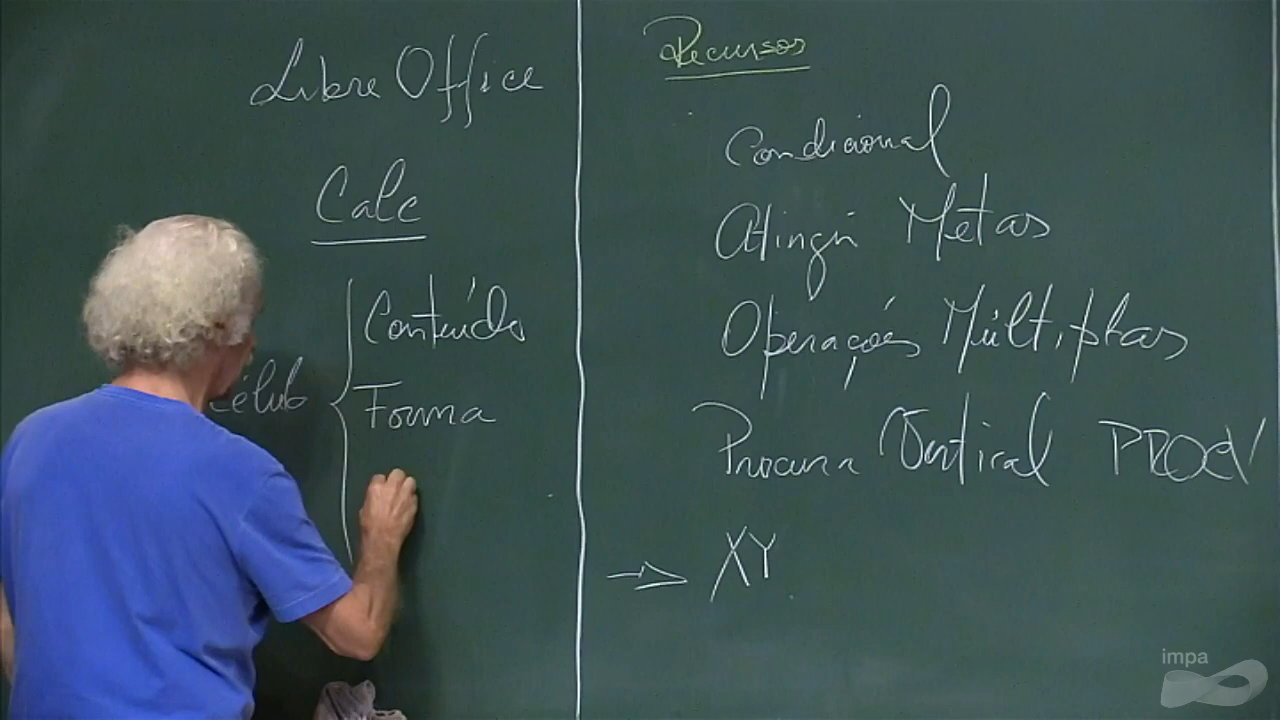 Libre Office
Calc
Célula
Conteúdo
Forma
Recursos
Condicional
Atingir Metas
Operações Múltiplas
Procura Vertical PROCV
⇒ XY
impa